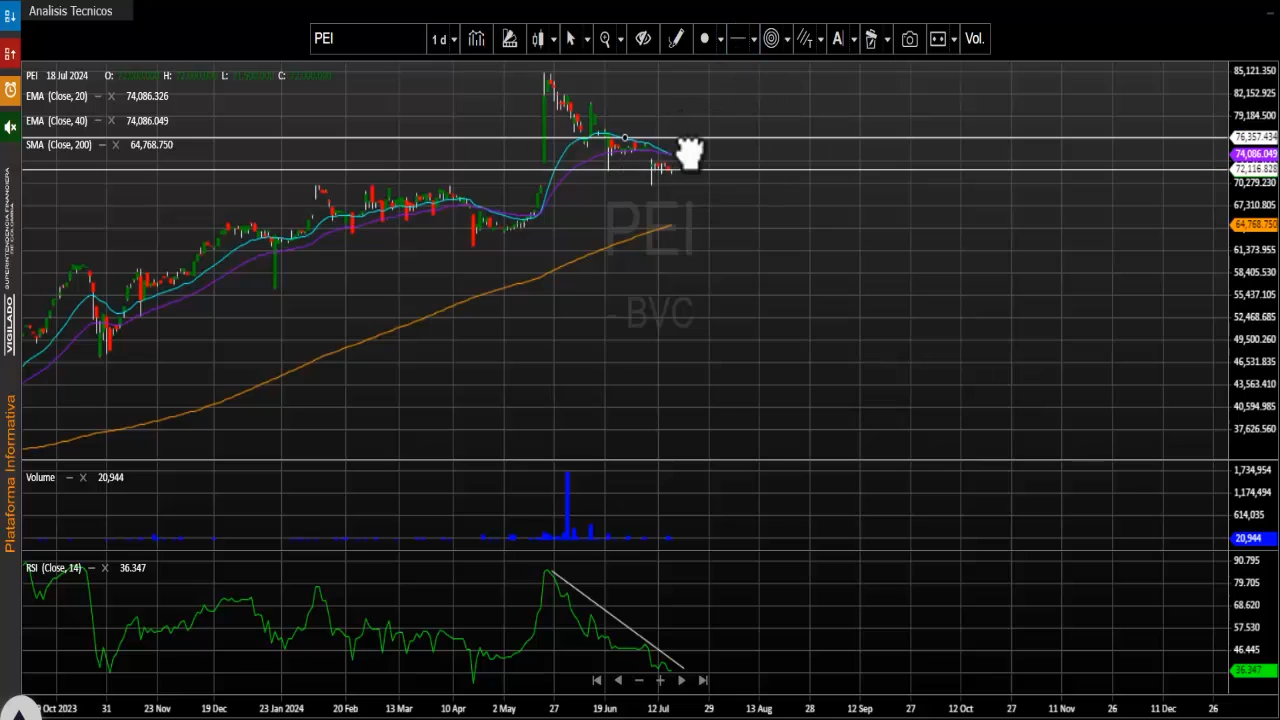 Analisis Tecnicos
PEI
1 d
A
Vol.
PEI 18 Jul 2024 O: H: L: C:
EMA (Close, 20) 74,086.326
EMA (Close, 40) 74,086.049
SMA (Close, 200) 64,768.750
PEI
- BVC
85,121.350
82,152.925
79,184.500
76,357.434
74,086.049
72,115.828
70,279.230
67,310.805
64,768.750
61,373.955
58,405.530
55,437.105
52,468.685
49,500.260
46,531.835
43,563.410
40,594.985
37,626.560
Volume 20,944
1,734,954
1,174,494
614,035
20,944
RSI (Close, 14) 36.347
90.795
79.705
68.620
57.530
46.445
36.347
Oct 2023 31 23 Nov 19 Dec 23 Jan 2024 20 Feb 13 Mar 10 Apr 2 May 27 19 Jun 12 Jul 29 13 Aug 28 12 Sep 27 12 Oct 27 11 Nov 26 11 Dec 26
VIGILADO
SUPERINTENDENCIA FINANCIERA
DE COLOMBIA
Plataforma Informativa